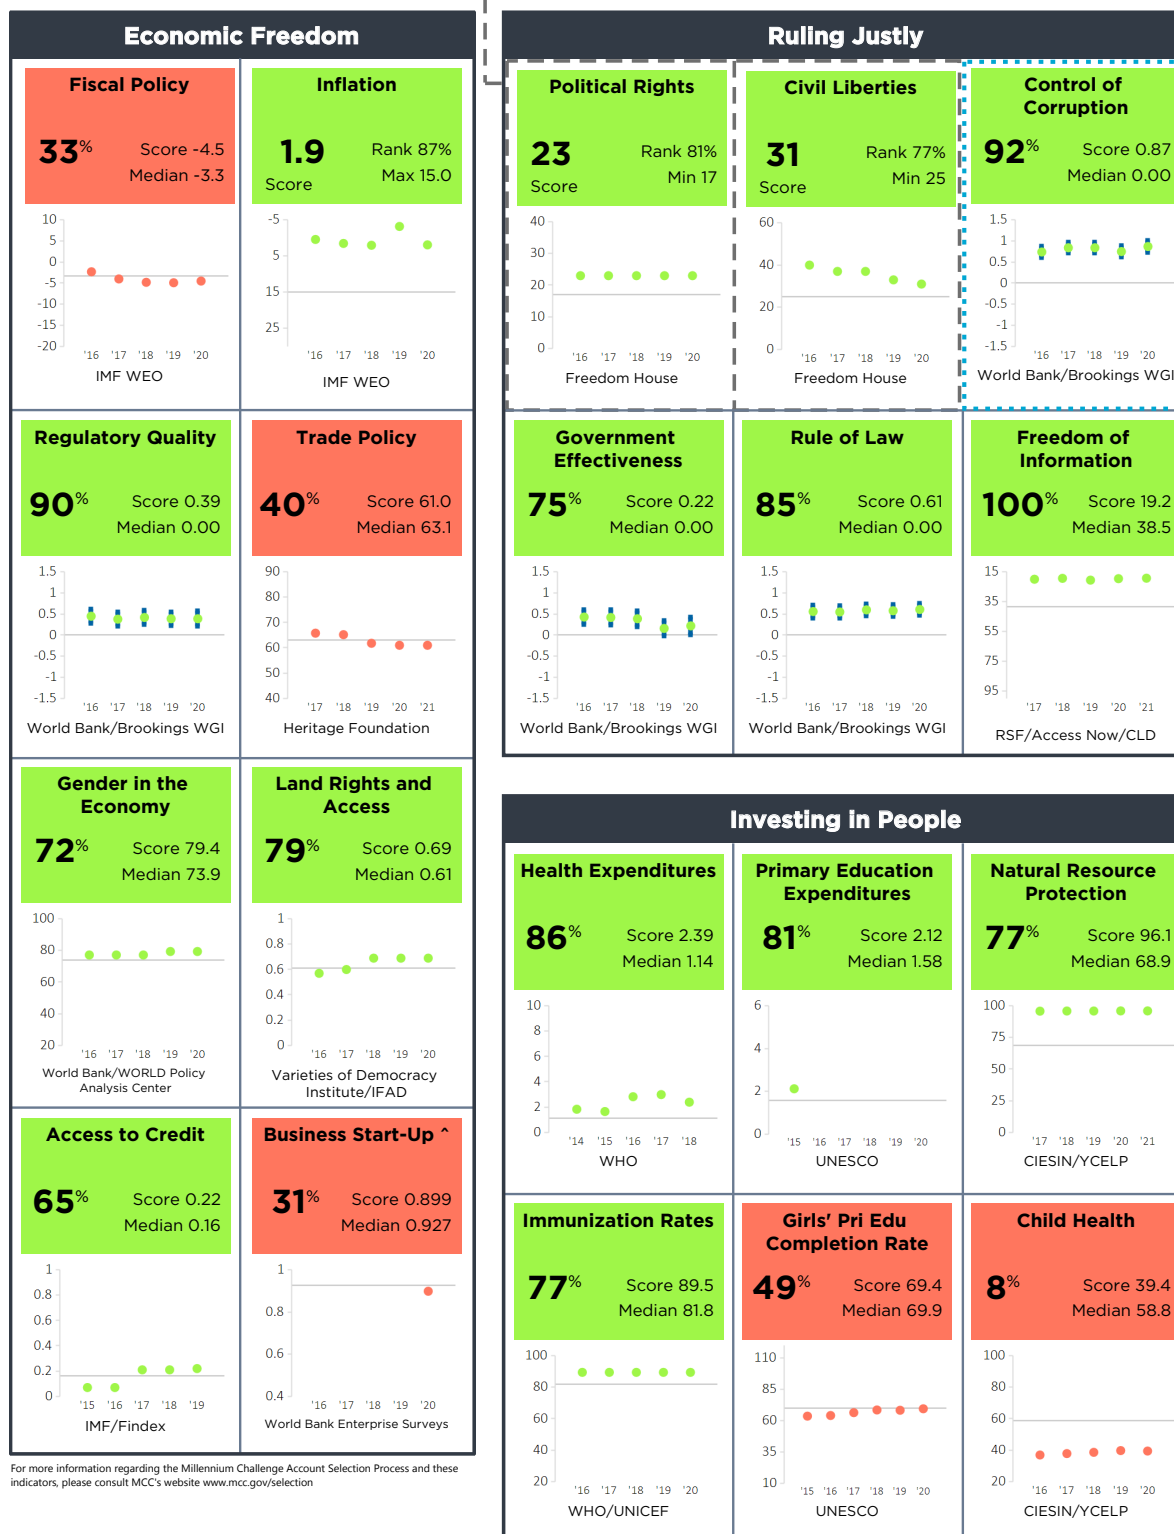 Economic Freedom
Fiscal Policy
33%
Score -4.5
Median -3.3
10
5
0
-5
-10
-15
-20
'16 '17 '18 '19 '20
IMF WEO
Inflation
1.9
Score
Rank 87%
Max 15.0
-5
5
15
25
'16 '17 '18 '19 '20
IMF WEO
Regulatory Quality
90%
Score 0.39
Median 0.00
1.5
1
0.5
0
-0.5
-1
-1.5
'16 '17 '18 '19 '20
World Bank/Brookings WGI
Trade Policy
40%
Score 61.0
Median 63.1
90
80
70
60
50
40
'17 '18 '19 '20 '21
Heritage Foundation
Gender in the
Economy
72%
Score 79.4
Median 73.9
100
80
60
40
20
'16 '17 '18 '19 '20
World Bank/WORLD Policy
Analysis Center
Land Rights and
Access
79%
Score 0.69
Median 0.61
1
0.8
0.6
0.4
0.2
0
'16 '17 '18 '19 '20
Varieties of Democracy
Institute/IFAD
Access to Credit
65%
Score 0.22
Median 0.16
1
0.8
0.6
0.4
0.2
0
'15 '16 '17 '18 '19
IMF/Findex
Business Start-Up ^
31%
Score 0.899
Median 0.927
1
0.8
0.6
0.4
'16 '17 '18 '19 '20
World Bank Enterprise Surveys
For more information regarding the Millennium Challenge Account Selection Process and these
indicators, please consult MCC's website www.mcc.gov/selection
Ruling Justly
Political Rights
23
Score
Rank 81%
Min 17
40
30
20
10
0
'16 '17 '18 '19 '20
Freedom House
Civil Liberties
31
Score
Rank 77%
Min 25
60
40
20
0
'16 '17 '18 '19 '20
Freedom House
Control of
Corruption
92%
Score 0.87
Median 0.00
1.5
1
0.5
0
-0.5
-1
-1.5
'16 '17 '18 '19 '20
World Bank/Brookings WGI
Government
Effectiveness
75%
Score 0.22
Median 0.00
1.5
1
0.5
0
-0.5
-1
-1.5
'16 '17 '18 '19 '20
World Bank/Brookings WGI
Rule of Law
85%
Score 0.61
Median 0.00
1.5
1
0.5
0
-0.5
-1
-1.5
'16 '17 '18 '19 '20
World Bank/Brookings WGI
Freedom of
Information
100%
Score 19.2
Median 38.5
15
35
55
75
95
'17 '18 '19 '20 '21
RSF/Access Now/CLD
Investing in People
Health Expenditures
86%
Score 2.39
Median 1.14
10
8
6
4
2
0
'14 '15 '16 '17 '18
WHO
Primary Education
Expenditures
81%
Score 2.12
Median 1.58
6
4
2
0
'15 '16 '17 '18 '19 '20
UNESCO
Natural Resource
Protection
77%
Score 96.1
Median 68.9
100
75
50
25
0
'17 '18 '19 '20 '21
CIESIN/YCELP
Immunization Rates
77%
Score 89.5
Median 81.8
100
80
60
40
20
'16 '17 '18 '19 '20
WHO/UNICEF
Girls' Pri Edu
Completion Rate
49%
Score 69.4
Median 69.9
110
85
60
35
10
'15 '16 '17 '18 '19 '20
UNESCO
Child Health
8%
Score 39.4
Median 58.8
100
80
60
40
20
'16 '17 '18 '19 '20
CIESIN/YCELP